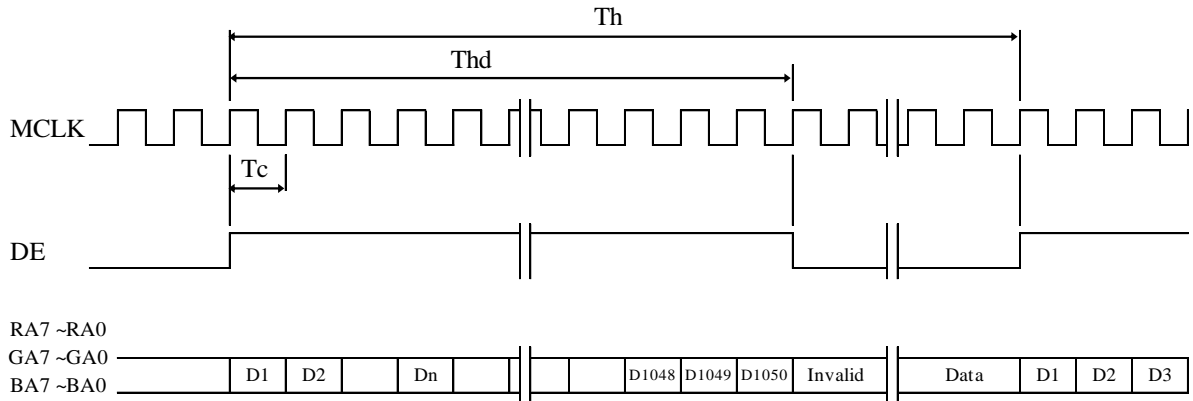 Th
Thd
MCLK
Tc
DE
RA7 ~RA0
GA7 ~GA0
BA7 ~BA0
D1 D2 Dn D1048 D1049 D1050 Invalid Data D1 D2 D3